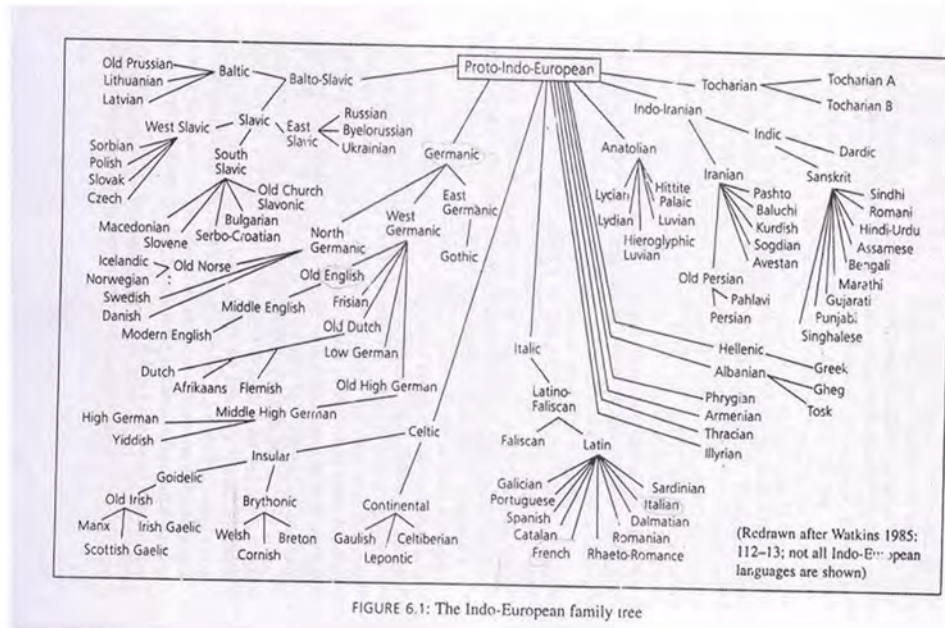 Proto-Indo-European
Old Prussian
Lithuanian
Latvian
Baltic
Balto-Slavic
Slavic
West Slavic
Sorbian
Polish
Slovak
Czech
East
Slavic
Russian
Byelorussian
Ukrainian
South
Slavic
Old Church
Slavonic
Bulgarian
Serbo-Croatian
Macedonian
Slovene
Germanic
North
Germanic
Old Norse
Icelandic
Norwegian
Swedish
Danish
West
Germanic
Old English
Middle English
Modern English
Frisian
Old Dutch
Dutch
Afrikaans
Flemish
Low German
Old High German
Middle High German
High German
Yiddish
East
Germanic
Gothic
Celtic
Insular
Goidelic
Old Irish
Manx
Scottish Gaelic
Irish Gaelic
Brythonic
Welsh
Cornish
Breton
Continental
Gaulish
Lepontic
Celtiberian
Italic
Latino-
Faliscan
Faliscan
Latin
Galician
Portuguese
Spanish
Catalan
French
Rhaeto-Romance
Romanian
Dalmatian
Italian
Sardinian
Illyrian
Thracian
Armenian
Phrygian
Albanian
Gheg
Tosk
Hellenic
Greek
Anatolian
Lycian
Lydian
Hieroglyphic
Luvian
Luvian
Palaic
Hittite
Indo-Iranian
Iranian
Pashto
Baluchi
Kurdish
Sogdian
Avestan
Old Persian
Pahlavi
Persian
Indic
Dardic
Sanskrit
Sindhi
Romani
Hindi-Urdu
Assamese
Bengali
Marathi
Gujarati
Punjabi
Singhalese
Tocharian
Tocharian A
Tocharian B
(Redrawn after Watkins 1985:
112–13; not all Indo-European
languages are shown)
FIGURE 6.1: The Indo-European family tree